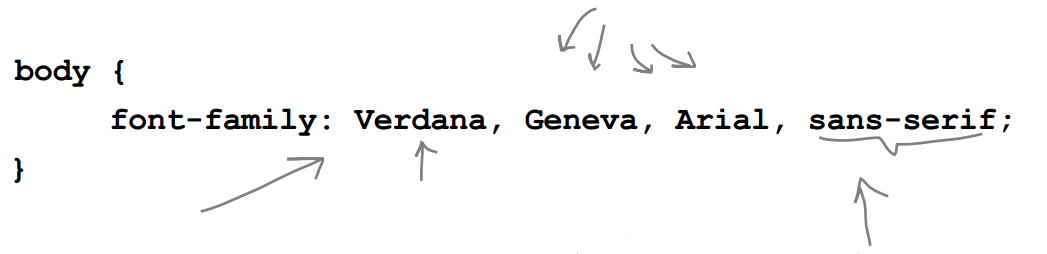 body {
font-family: Verdana, Geneva, Arial, sans-serif;
}